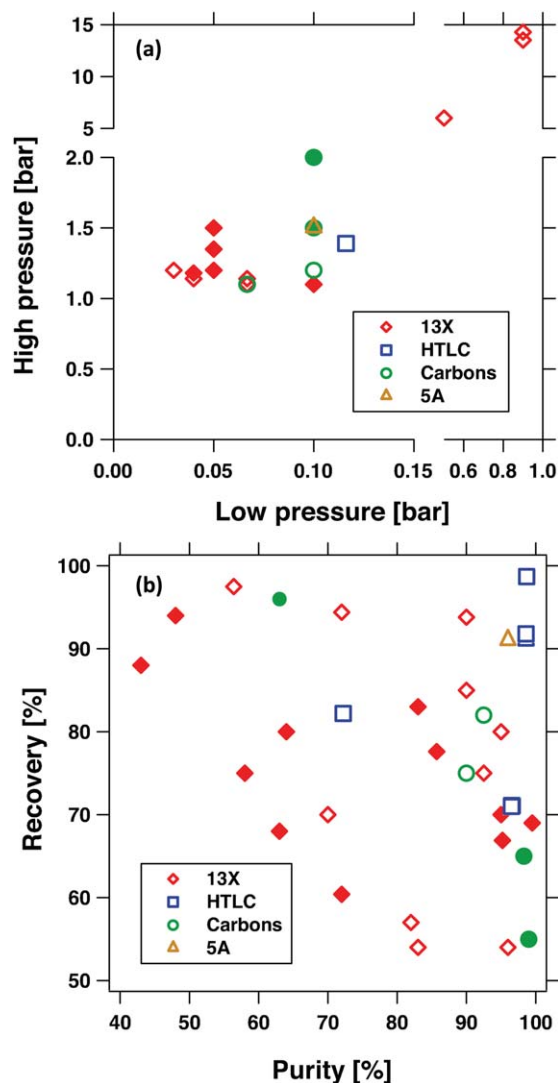 (a)
15
10
5
2.0
1.5
1.0
0.5
0.0
High pressure [bar]
13X
HTLC
Carbons
5A
0.00 0.05 0.10 0.15 0.6 0.8 1.0
Low pressure [bar]
(b)
100
90
80
70
60
50
Recovery [%]
13X
HTLC
Carbons
5A
40 50 60 70 80 90 100
Purity [%]